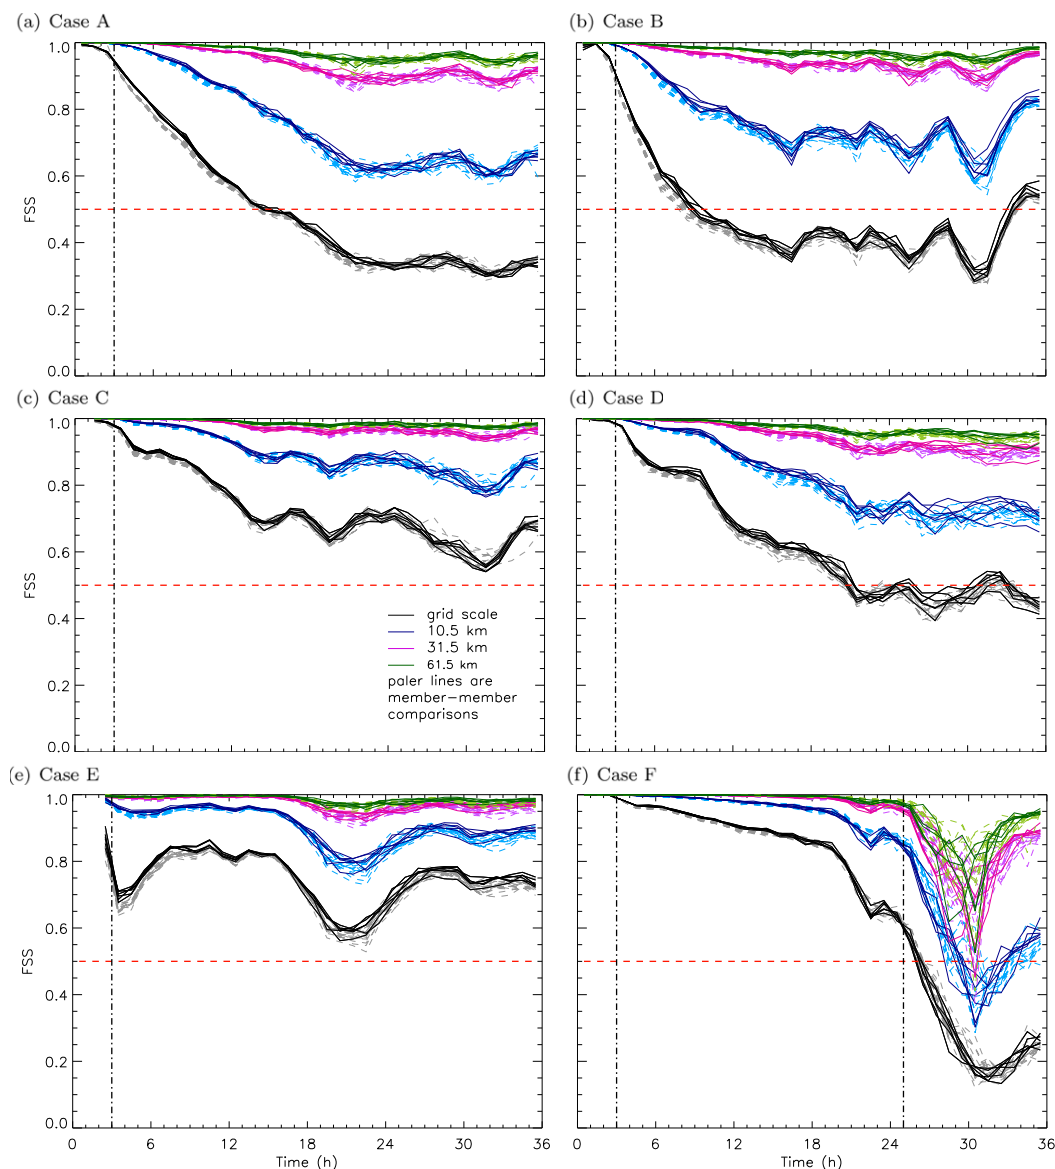 (a) Case A
(b) Case B
1.0
0.8
0.6
FSS
0.4
0.2
0.0
(c) Case C
(d) Case D
1.0
0.8
0.6
FSS
0.4
0.2
0.0
grid scale
10.5 km
31.5 km
61.5 km
paler lines are
member-member
comparisons
(e) Case E
(f) Case F
1.0
0.8
0.6
FSS
0.4
0.2
0.0
0 6 12 18 24 30 36
Time (h)
0 6 12 18 24 30 36
Time (h)